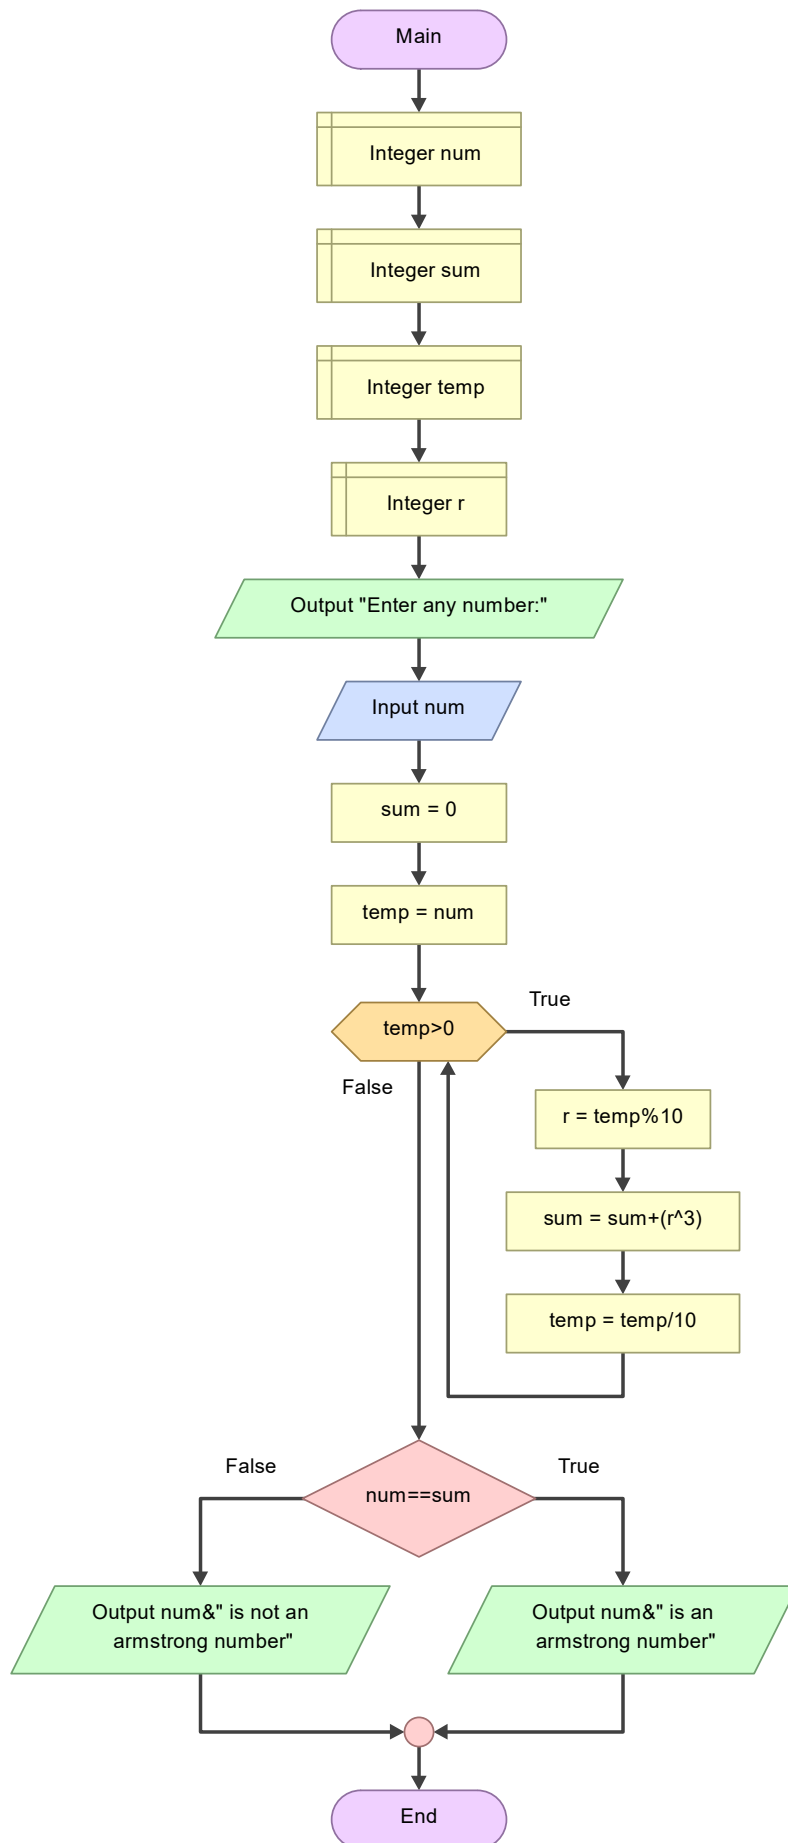 Main
Integer num
Integer sum
Integer temp
Integer r
Output "Enter any number:"
Input num
sum = 0
temp = num
temp>0
True
False
r = temp%10
sum = sum+(r^3)
temp = temp/10
num==sum
False
True
Output num&" is not an
armstrong number"
Output num&" is an
armstrong number"
End